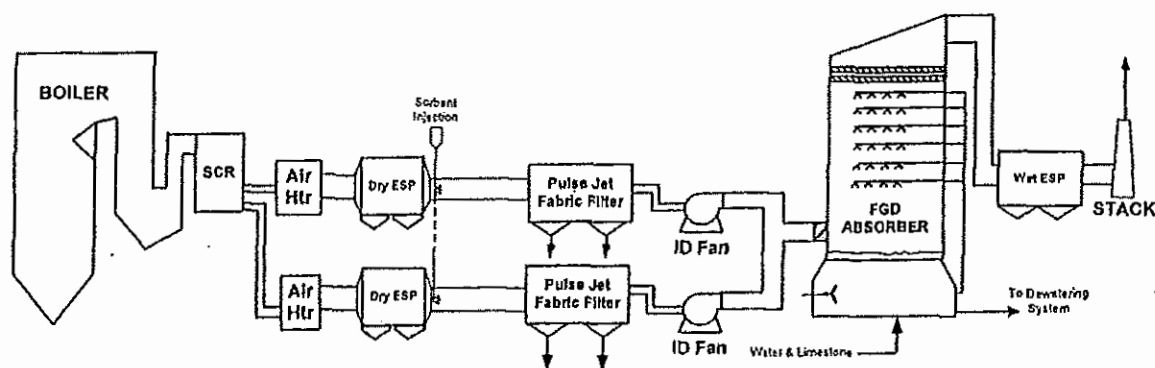 BOILER
SCR
Air
Htr
Dry ESP
Sorbent
Injection
Pulse Jet
Fabric Filter
ID Fan
Air
Htr
Dry ESP
Pulse Jet
Fabric Filter
ID Fan
FGD
ABSORBER
Wet ESP
STACK
To Dewatering
System
Water & Limestone